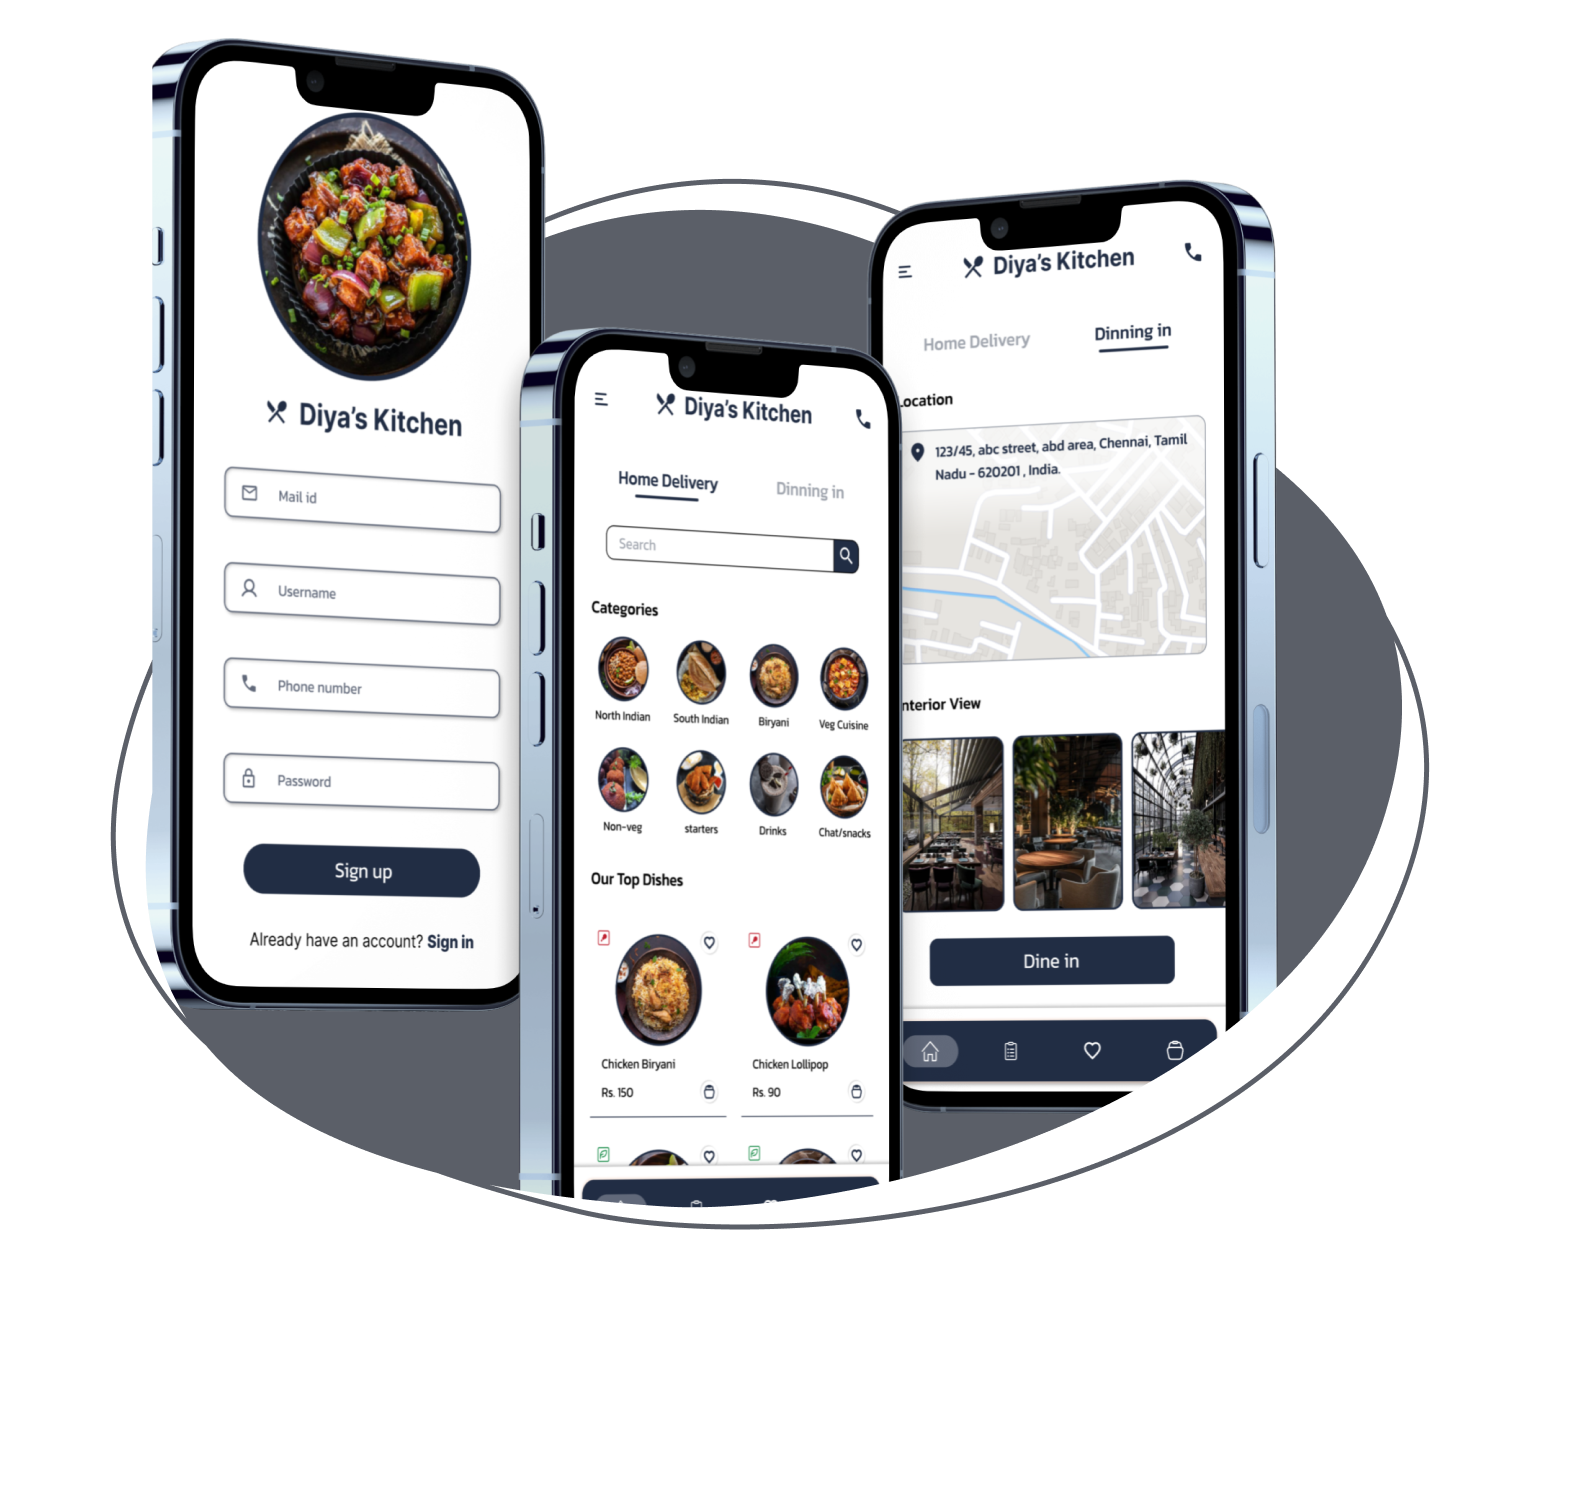 Diya's Kitchen
Mail id
Username
Phone number
Password
Sign up
Already have an account? Sign in
Diya's Kitchen
Home Delivery
Dinning in
Search
Categories
North Indian
South Indian
Biryani
Veg Cuisine
Non-veg
starters
Drinks
Chat/snacks
Our Top Dishes
Chicken Biryani
Chicken Lollipop
Rs. 150
Rs. 90
Diya's Kitchen
Home Delivery
Dinning in
ocation
123/45, abc street, abd area, Chennai, Tamil
Nadu - 620201 , India.
nterior View
Dine in